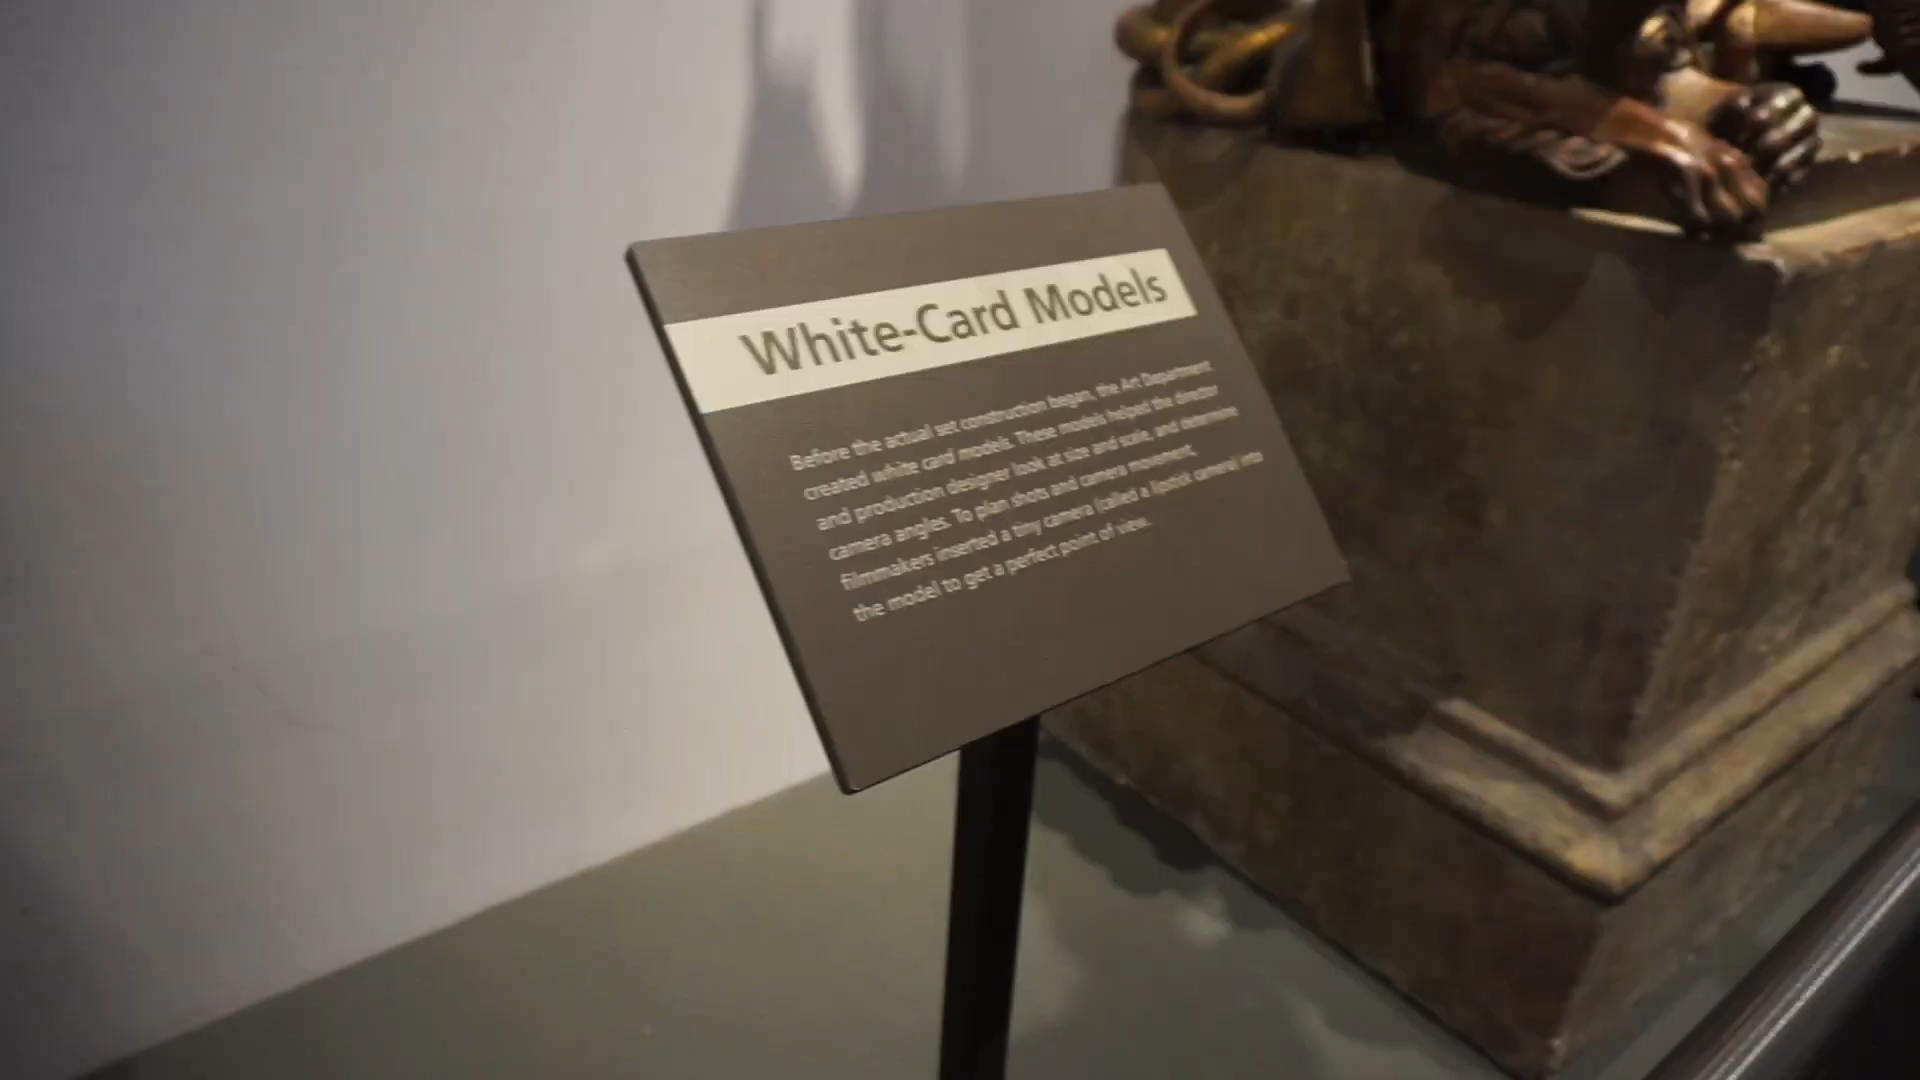 White-Card Models
Before the actual set construction began, the Art Department
created white card models. These models helped the director
and production designer look at size and scale, and determine
camera angles. To plan shots and camera movement,
filmmakers inserted a tiny camera (called a lipstick camera) into
the model to get a perfect point of view.